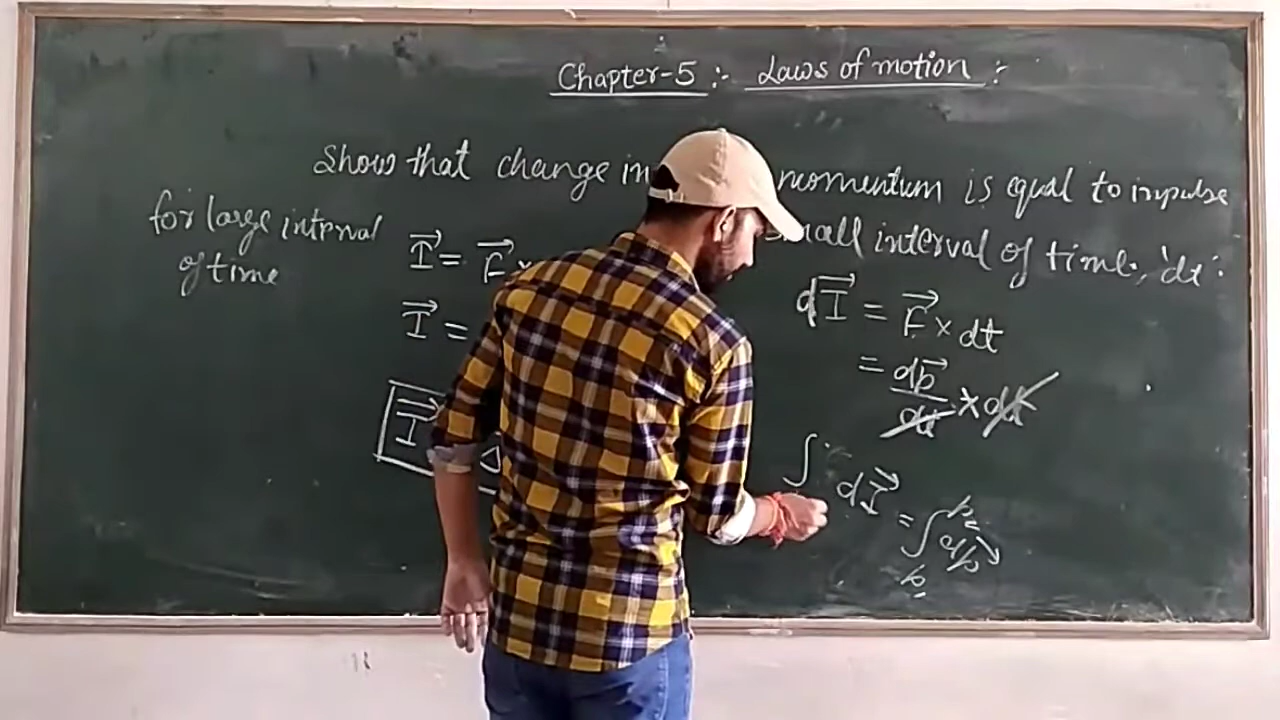 Chapter-5 :- Laws of motion :-
Show that change in momentum is equal to impulse
for large interval
of time
small interval of time, 'dt'.
I⃗ = F⃗ ×
I⃗ =
I⃗
dI⃗ = F⃗ × dt
= dp⃗/dt × dt
∫ dI⃗ = ∫ dp⃗